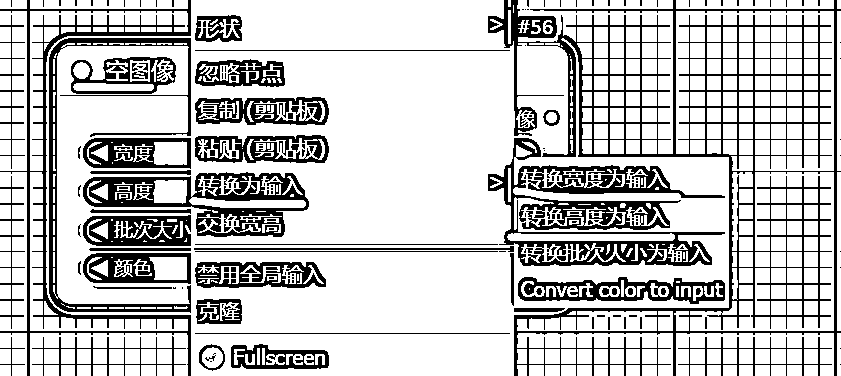 形状
#56
空图像
忽略节点
复制 (剪贴板)
像
宽度
粘贴 (剪贴板)
高度
转换为输入
转换宽度为输入
批次大小
交换宽高
转换高度为输入
转换批次大小为输入
颜色
禁用全局输入
Convert color to input
克隆
Fullscreen